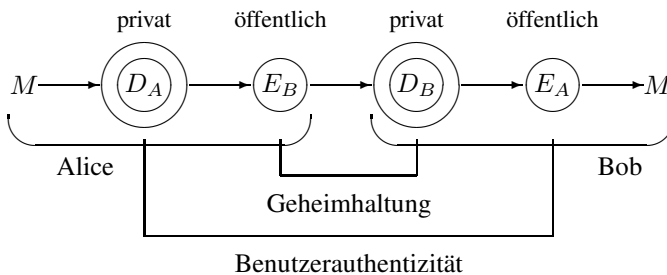 privat öffentlich privat öffentlich
M D_A E_B D_B E_A M
Alice Bob
Geheimhaltung
Benutzerauthentizität